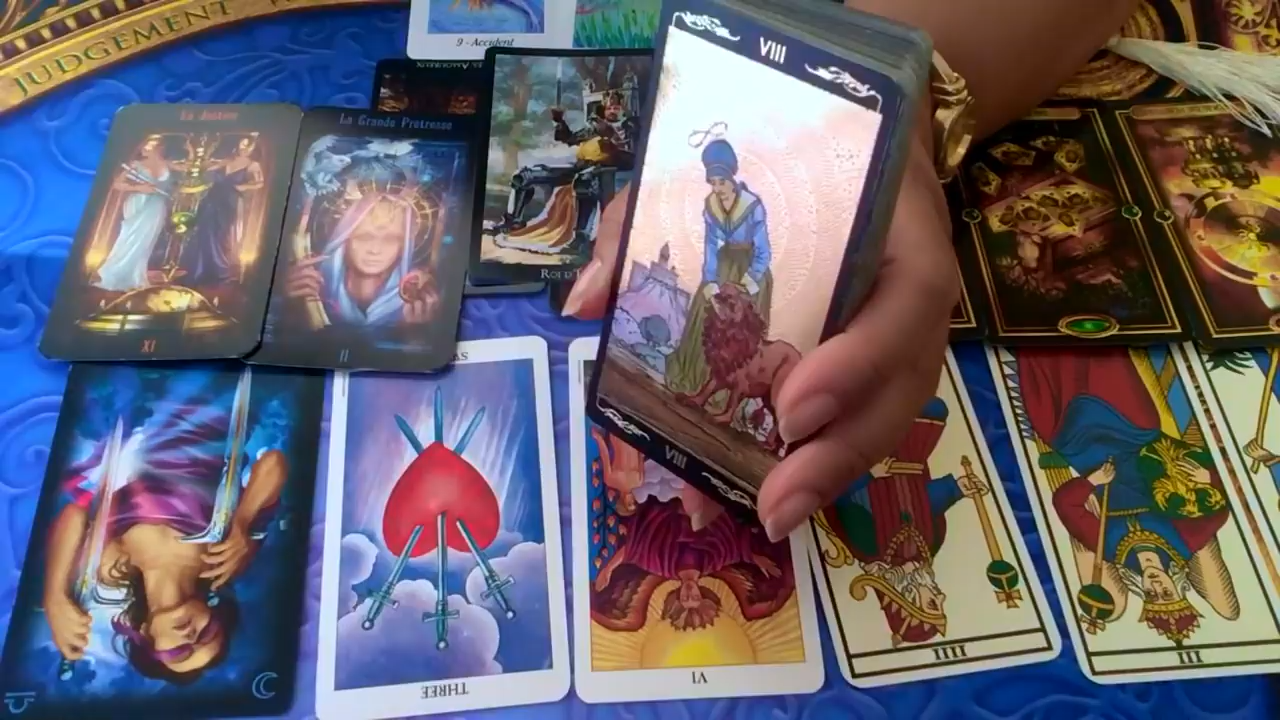 JUDGEMENT
9 - Accident
La Justice
La Grande Pretresse
XI
II
VIII
VIII
THREE
VI
IIII
III